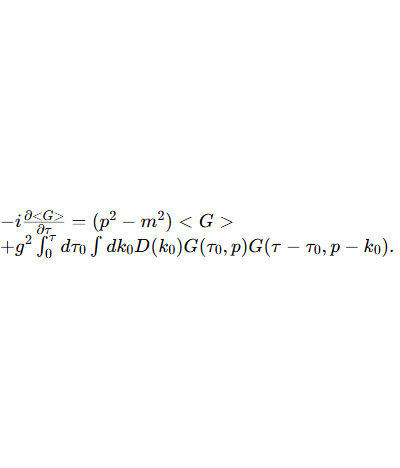 −i ∂<G>/∂τ = (p² − m²) < G >
+g² ∫₀^τ dτ₀ ∫ dk₀D(k₀)G(τ₀, p)G(τ − τ₀, p − k₀).